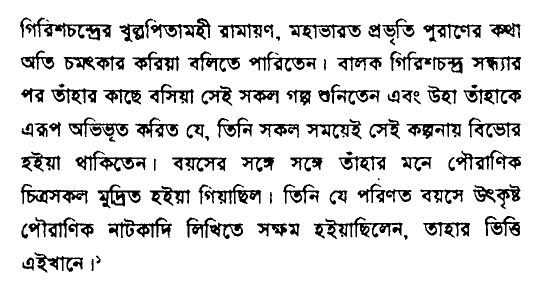 গিরিশচন্দ্রের খুল্লপিতামহী রামায়ণ, মহাভারত প্রভৃতি পুরাণের কথা
অতি চমৎকার করিয়া বলিতে পারিতেন। বালক গিরিশচন্দ্র সন্ধ্যার
পর তাঁহার কাছে বসিয়া সেই সকল গল্প শুনিতেন এবং উহা তাঁহাকে
এরূপ অভিভূত করিত যে, তিনি সকল সময়েই সেই কল্পনায় বিভোর
হইয়া থাকিতেন। বয়সের সঙ্গে সঙ্গে তাঁহার মনে পৌরাণিক
চিত্রসকল মুদ্রিত হইয়া গিয়াছিল। তিনি যে পরিণত বয়সে উৎকৃষ্ট
পৌরাণিক নাটকাদি লিখিতে সক্ষম হইয়াছিলেন, তাহার ভিত্তি
এইখানে।১